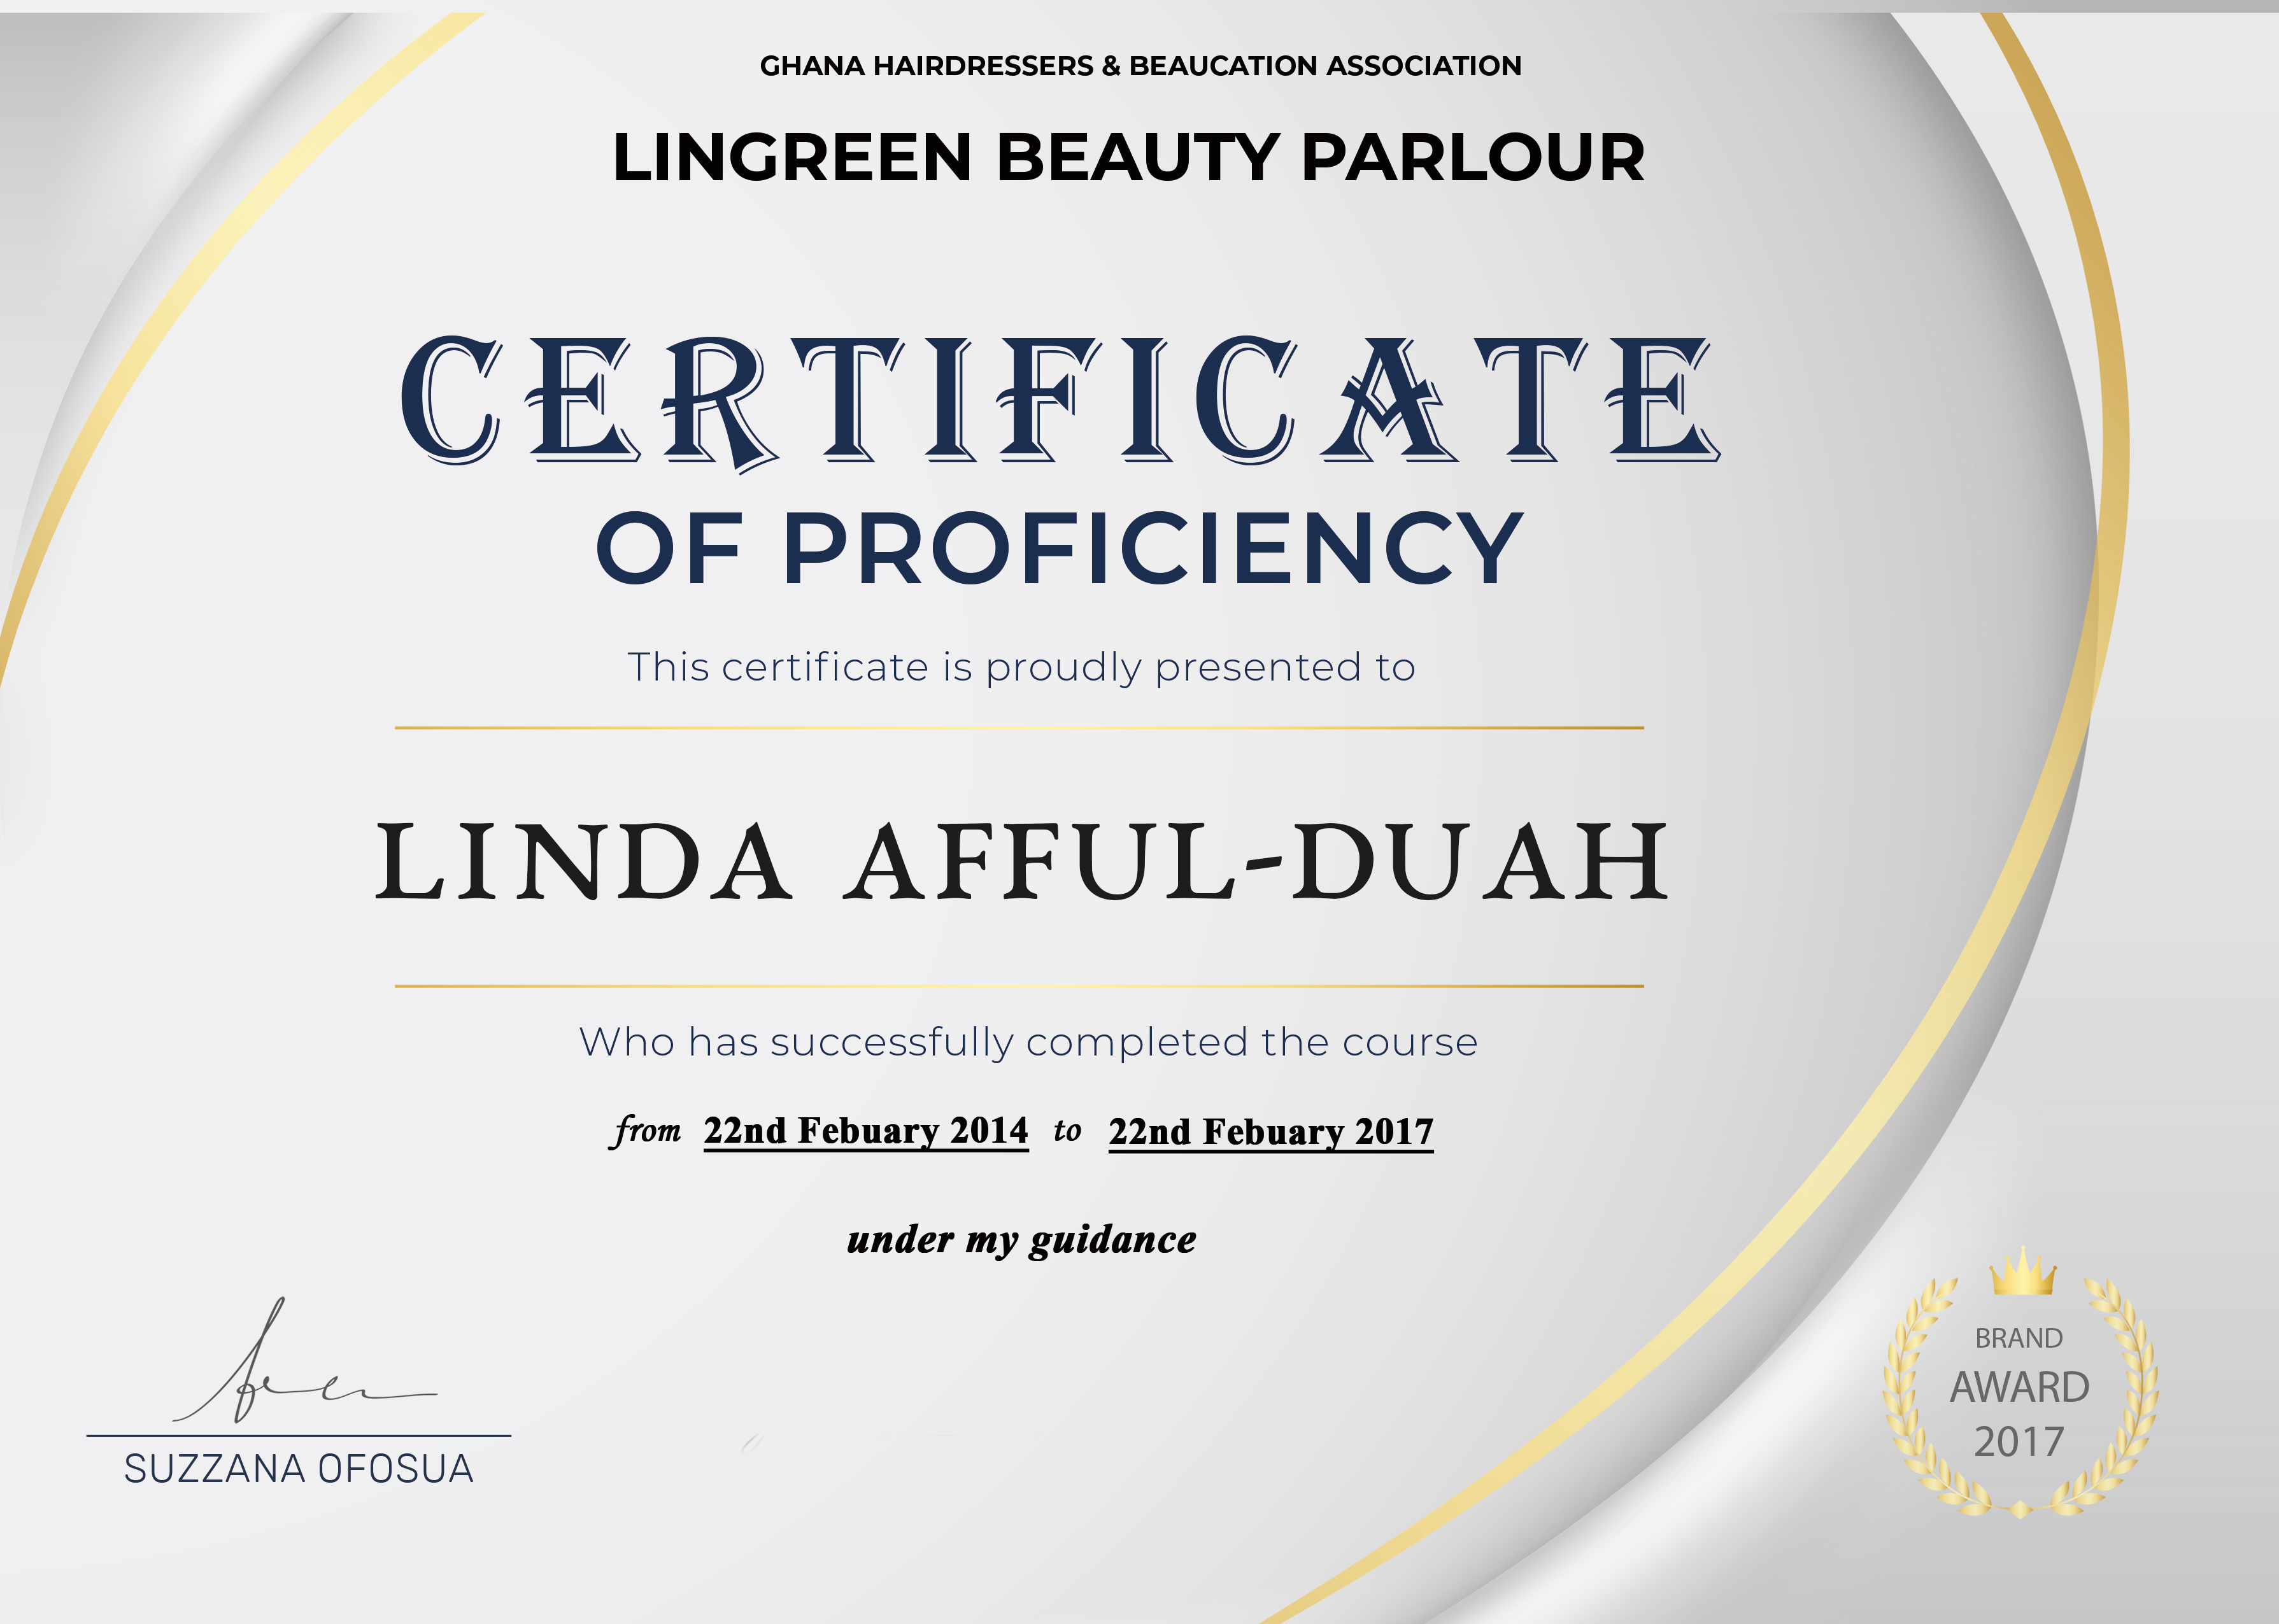 GHANA HAIRDRESSERS & BEAUCATION ASSOCIATION
LINGREEN BEAUTY PARLOUR
CERTIFICATE
OF PROFICIENCY
This certificate is proudly presented to
LINDA AFFUL-DUAH
Who has successfully completed the course
from 22nd Febuary 2014 to 22nd Febuary 2017
under my guidance
SUZZANA OFOSUA
BRAND
AWARD
2017